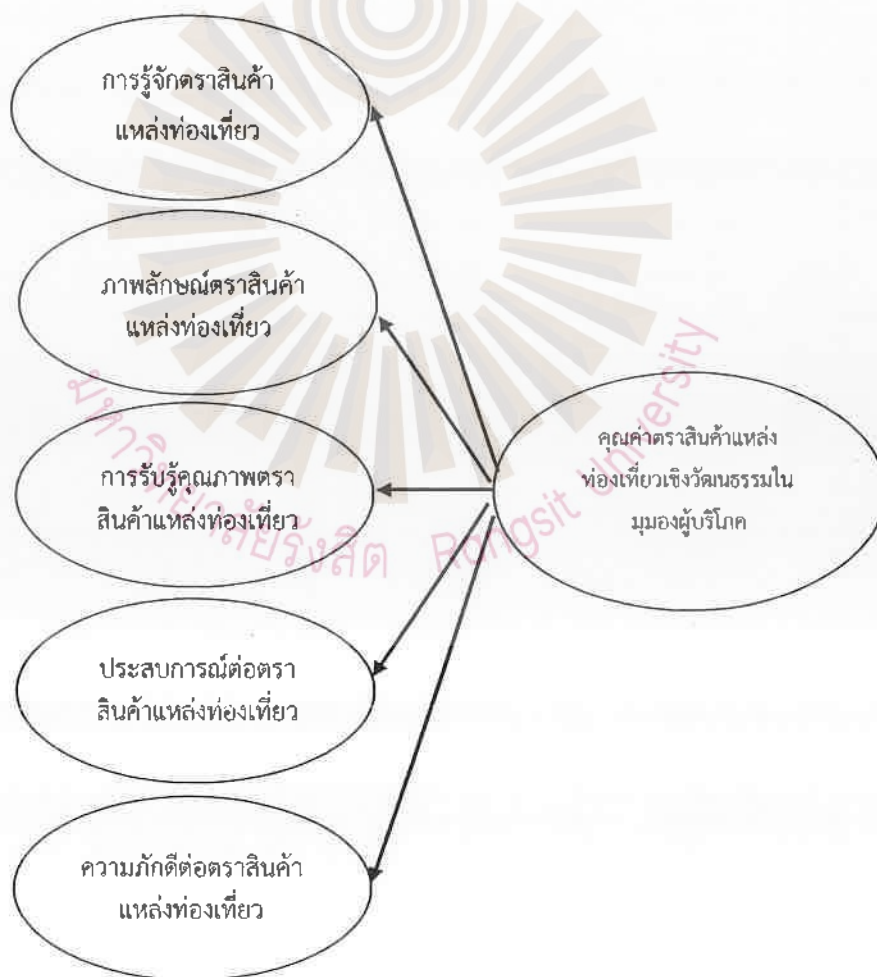 การรู้จักตราสินค้า
แหล่งท่องเที่ยว
ภาพลักษณ์ตราสินค้า
แหล่งท่องเที่ยว
การรับรู้คุณภาพตรา
สินค้าแหล่งท่องเที่ยว
ประสบการณ์ต่อตรา
สินค้าแหล่งท่องเที่ยว
ความภักดีต่อตราสินค้า
แหล่งท่องเที่ยว
คุณค่าตราสินค้าแหล่ง
ท่องเที่ยวเชิงวัฒนธรรมใน
มุมองผู้บริโภค
มหาวิทยาลัยรังสิต Rangsit University